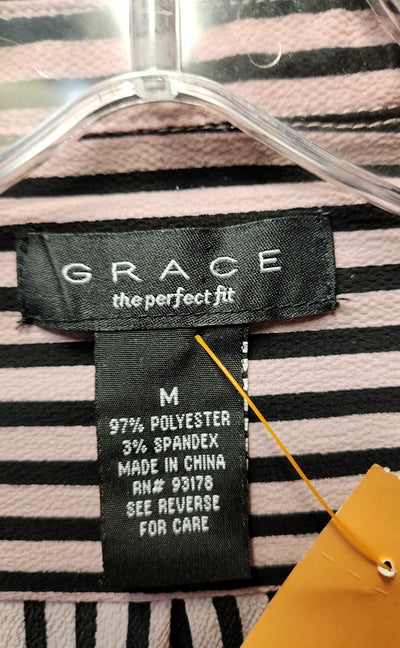 GRACE
the perfect fit
M
97% POLYESTER
3% SPANDEX
MADE IN CHINA
RN# 93178
SEE REVERSE
FOR CARE